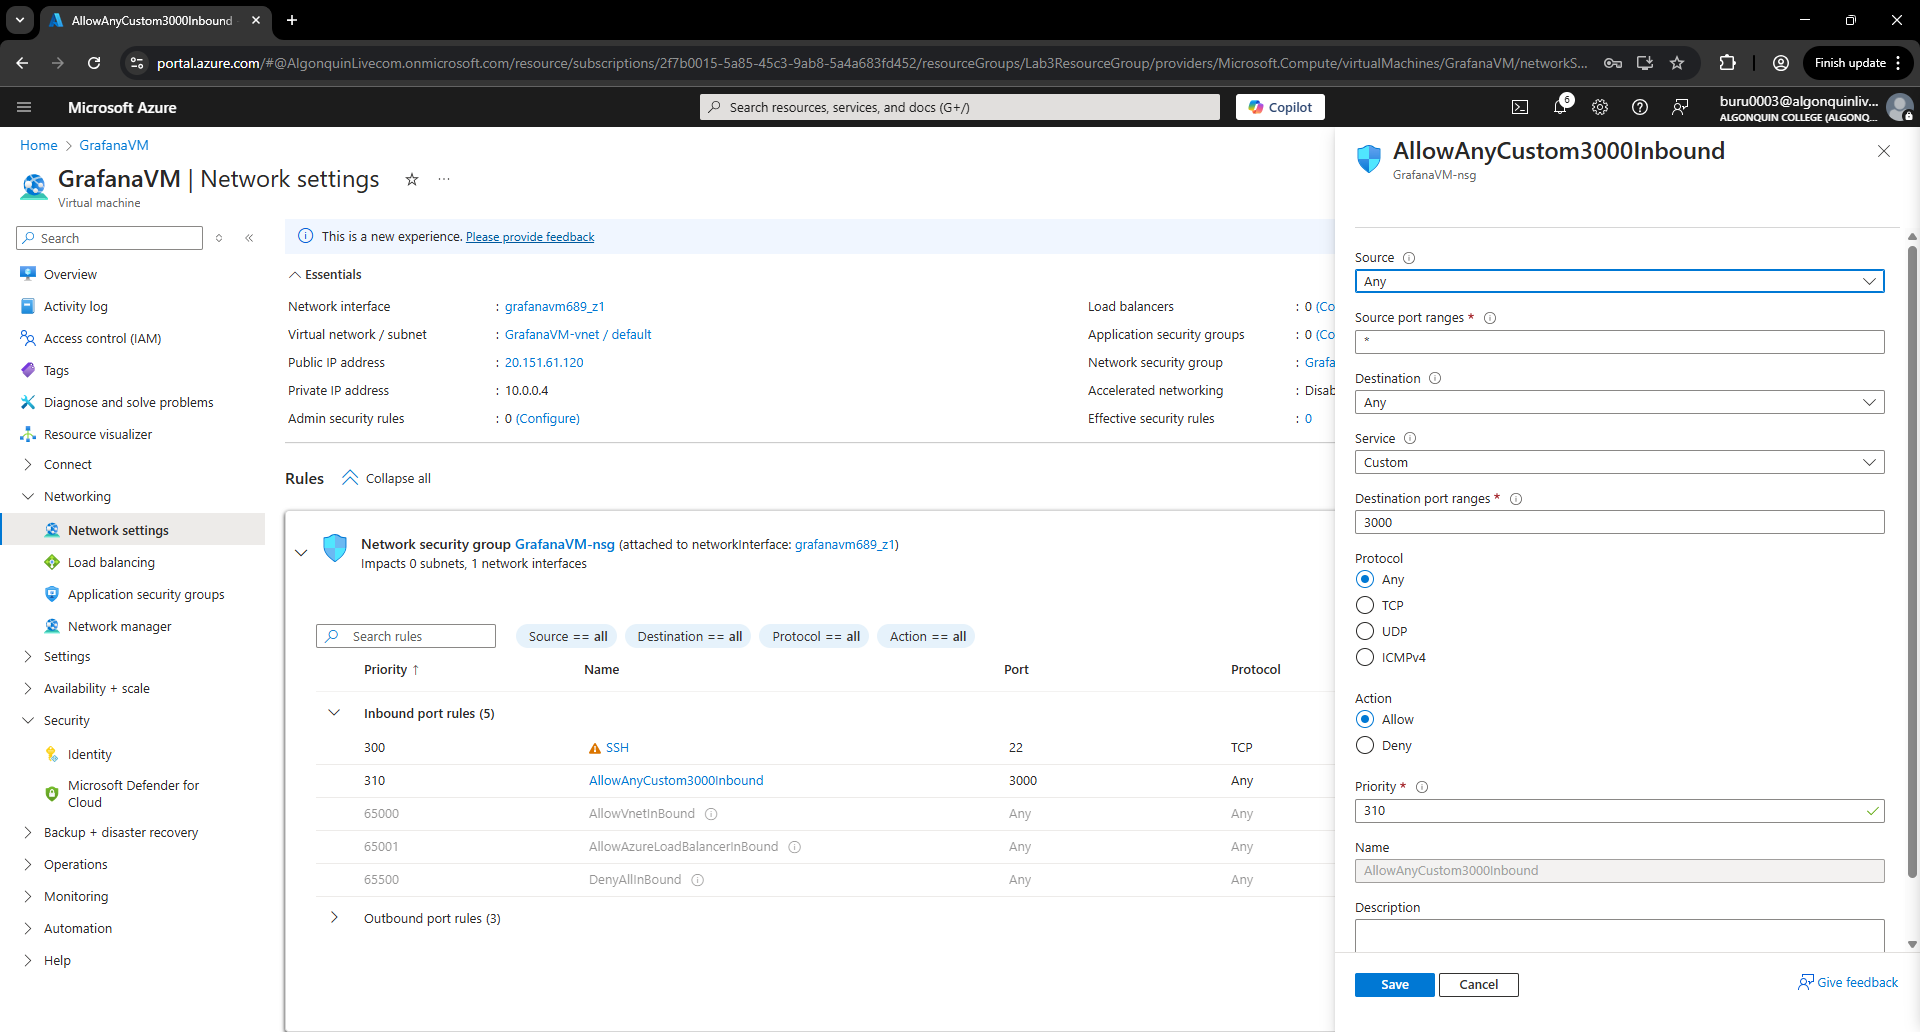 AllowAnyCustom3000Inbound
portal.azure.com/#@AlgonquinLivecom.onmicrosoft.com/resource/subscriptions/2f7b0015-5a85-45c3-9ab8-5a4a683fd452/resourceGroups/Lab3ResourceGroup/providers/Microsoft.Compute/virtualMachines/GrafanaVM/networkS...
Finish update
Microsoft Azure
Search resources, services, and docs (G+/)
Copilot
6
buru0003@algonquinliv...
ALGONQUIN COLLEGE (ALGONQ...
Home > GrafanaVM
GrafanaVM | Network settings
Virtual machine
Search
Overview
Activity log
Access control (IAM)
Tags
Diagnose and solve problems
Resource visualizer
Connect
Networking
Network settings
Load balancing
Application security groups
Network manager
Settings
Availability + scale
Security
Identity
Microsoft Defender for
Cloud
Backup + disaster recovery
Operations
Monitoring
Automation
Help
This is a new experience. Please provide feedback
Essentials
Network interface : grafanavm689_z1
Virtual network / subnet : GrafanaVM-vnet / default
Public IP address : 20.151.61.120
Private IP address : 10.0.0.4
Admin security rules : 0 (Configure)
Load balancers : 0 (Co
Application security groups : 0 (Co
Network security group : Grafa
Accelerated networking : Disab
Effective security rules : 0
Rules Collapse all
Network security group GrafanaVM-nsg (attached to networkInterface: grafanavm689_z1)
Impacts 0 subnets, 1 network interfaces
Search rules Source == all Destination == all Protocol == all Action == all
Priority ↑ Name Port Protocol
Inbound port rules (5)
300 SSH 22 TCP
310 AllowAnyCustom3000Inbound 3000 Any
65000 AllowVnetInBound Any Any
65001 AllowAzureLoadBalancerInBound Any Any
65500 DenyAllInBound Any Any
Outbound port rules (3)
AllowAnyCustom3000Inbound
GrafanaVM-nsg
Source
Any
Source port ranges *
*
Destination
Any
Service
Custom
Destination port ranges *
3000
Protocol
Any
TCP
UDP
ICMPv4
Action
Allow
Deny
Priority *
310
Name
AllowAnyCustom3000Inbound
Description
Save Cancel
Give feedback